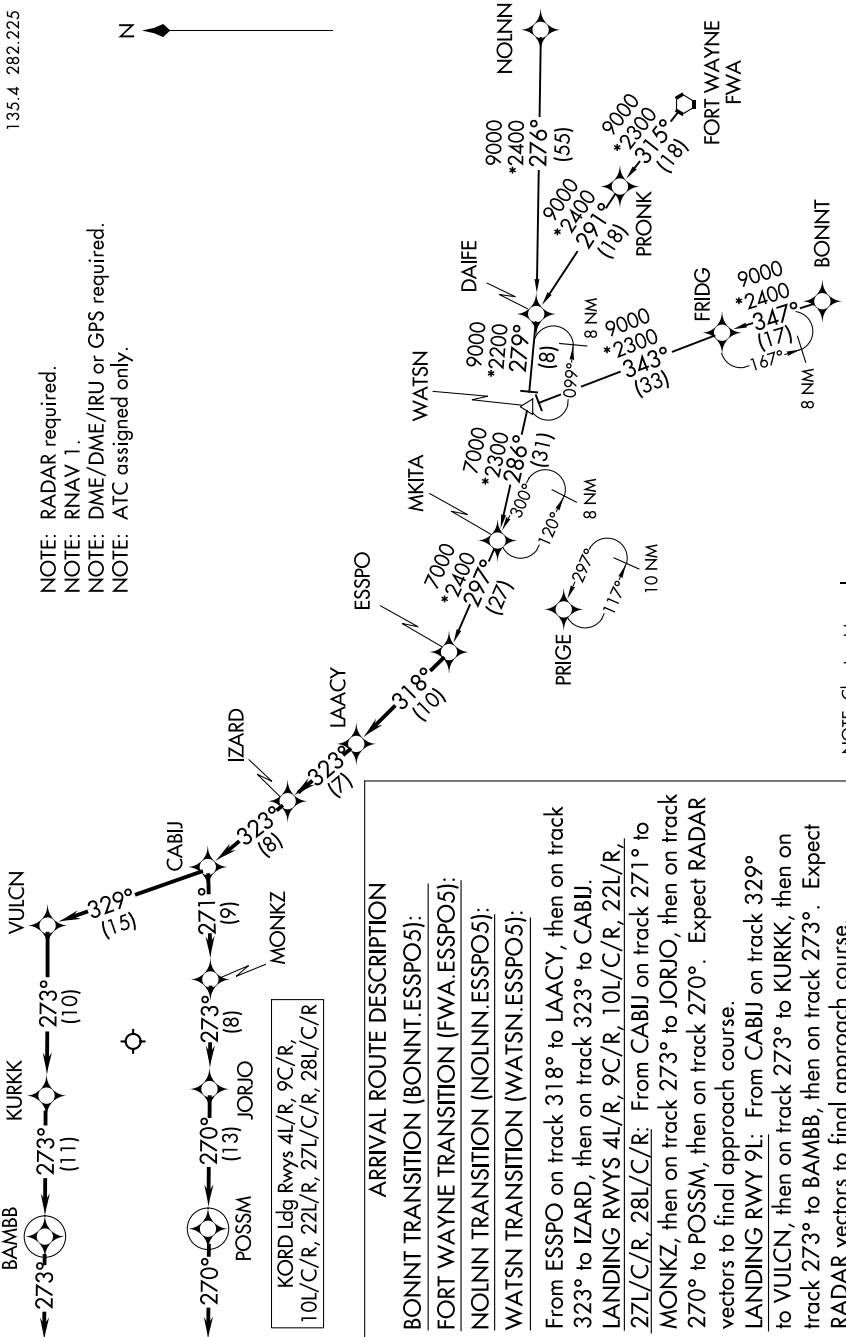 135.4 282.225
N
NOTE: RADAR required.
NOTE: RNAV 1.
NOTE: DME/DME/IRU or GPS required.
NOTE: ATC assigned only.
NOLNN
9000
*2400
276°
(55)
9000
*2300
315°
(18)
FORT WAYNE
FWA
PRONK
9000
*2400
291°
(18)
DAIFE
9000
*2200
279°
(8)
8 NM
099°
WATSN
9000
*2300
343°
(33)
FRIDG
9000
*2400
347°
(17)
167°
8 NM
BONNT
7000
*2300
286°
(31)
MKITA
300°
120°
8 NM
7000
*2400
297°
(27)
ESSPO
PRIGE
297°
117°
10 NM
318°
(10)
LAACY
323°
(7)
IZARD
323°
(8)
CABIJ
329°
(15)
VULCN
273°
(10)
KURKK
273°
(11)
BAMBB
273°
271°
(9)
MONKZ
273°
(8)
JORJO
270°
(13)
POSSM
270°
KORD Ldg Rwys 4L/R, 9C/R,
10L/C/R, 22L/R, 27L/C/R, 28L/C/R
ARRIVAL ROUTE DESCRIPTION
BONNT TRANSITION (BONNT.ESSPO5):
FORT WAYNE TRANSITION (FWA.ESSPO5):
NOLNN TRANSITION (NOLNN.ESSPO5):
WATSN TRANSITION (WATSN.ESSPO5):
From ESSPO on track 318° to LAACY, then on track
323° to IZARD, then on track 323° to CABIJ.
LANDING RWYS 4L/R, 9C/R, 10L/C/R, 22L/R,
27L/C/R, 28L/C/R: From CABIJ on track 271° to
MONKZ, then on track 273° to JORJO, then on track
270° to POSSM, then on track 270°. Expect RADAR
vectors to final approach course.
LANDING RWY 9L: From CABIJ on track 329°
to VULCN, then on track 273° to KURKK, then on
track 273° to BAMBB, then on track 273°. Expect
RADAR vectors to final approach course.